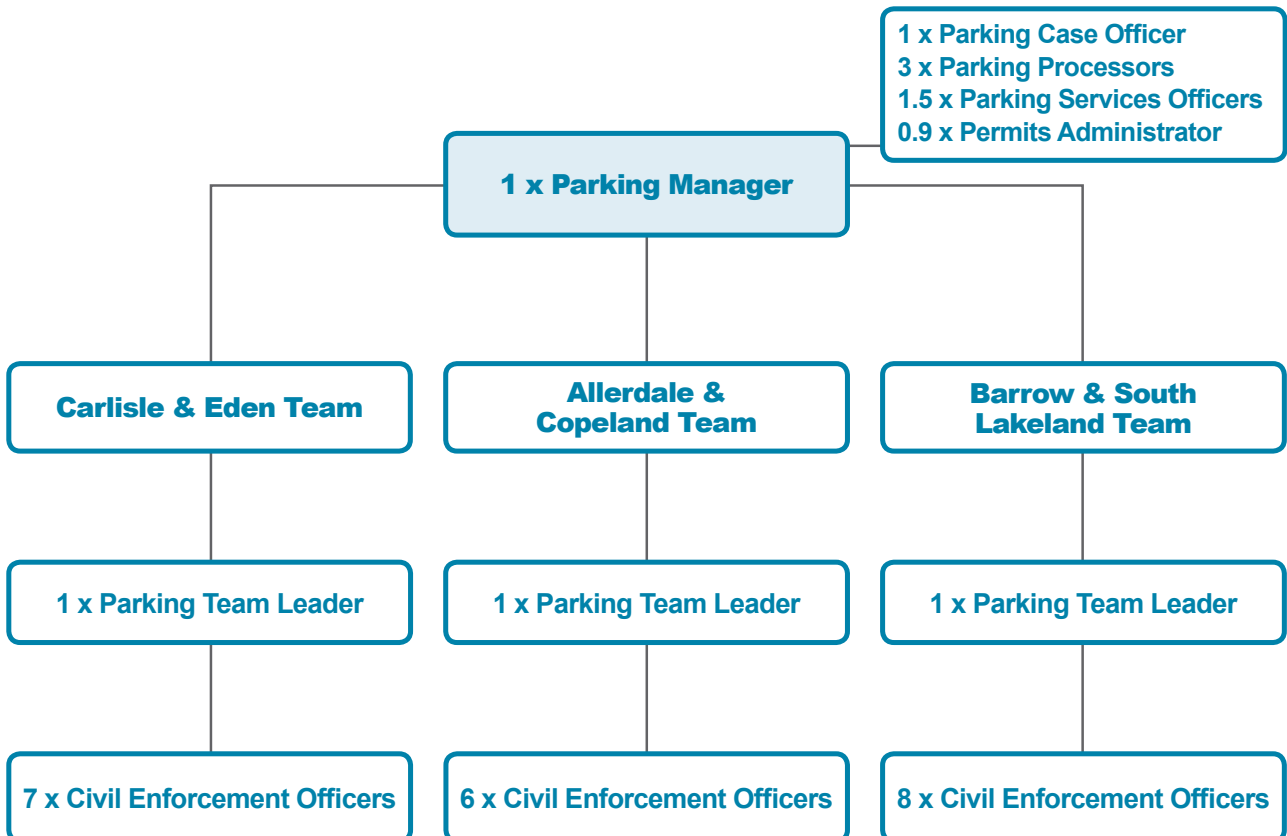 1 x Parking Case Officer
3 x Parking Processors
1.5 x Parking Services Officers
0.9 x Permits Administrator
1 x Parking Manager
Carlisle & Eden Team
Allerdale &
Copeland Team
Barrow & South
Lakeland Team
1 x Parking Team Leader
1 x Parking Team Leader
1 x Parking Team Leader
7 x Civil Enforcement Officers
6 x Civil Enforcement Officers
8 x Civil Enforcement Officers